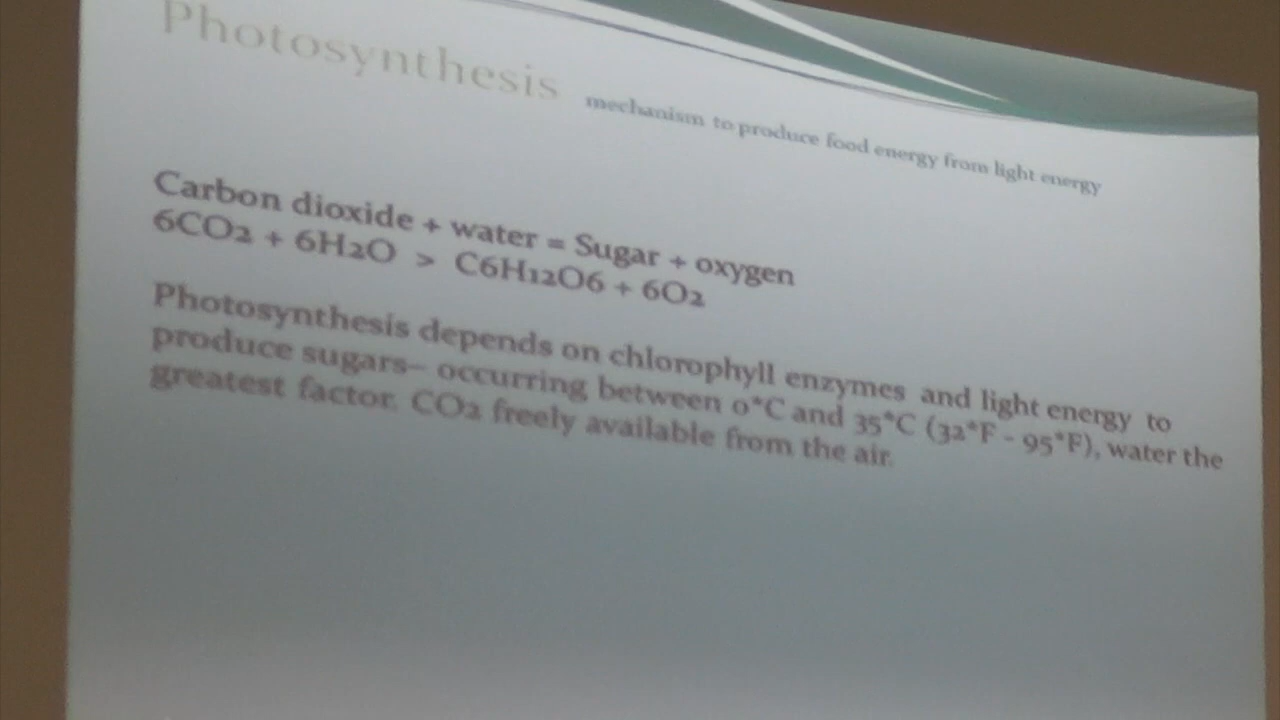 Photosynthesis mechanism to produce food energy from light energy
Carbon dioxide + water = Sugar + oxygen
6CO2 + 6H2O > C6H12O6 + 6O2
Photosynthesis depends on chlorophyll enzymes and light energy to
produce sugars– occurring between 0*C and 35*C (32*F - 95*F), water the
greatest factor. CO2 freely available from the air.